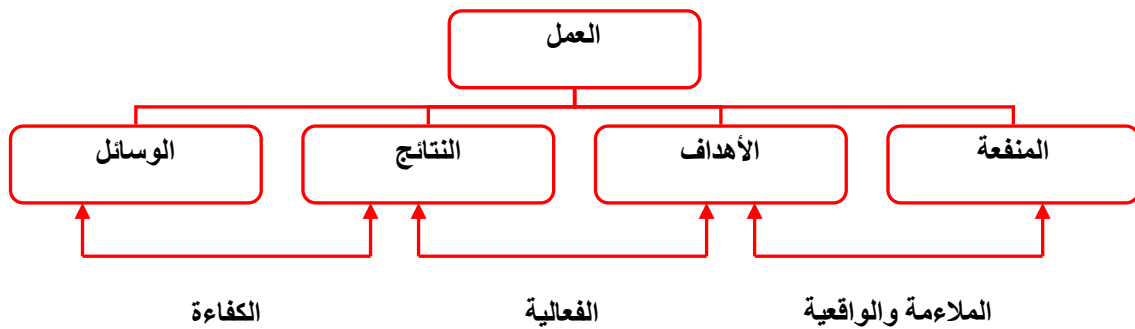 العمل
المنفعة
الأهداف
النتائج
الوسائل
الملاءمة والواقعية
الفعالية
الكفاءة